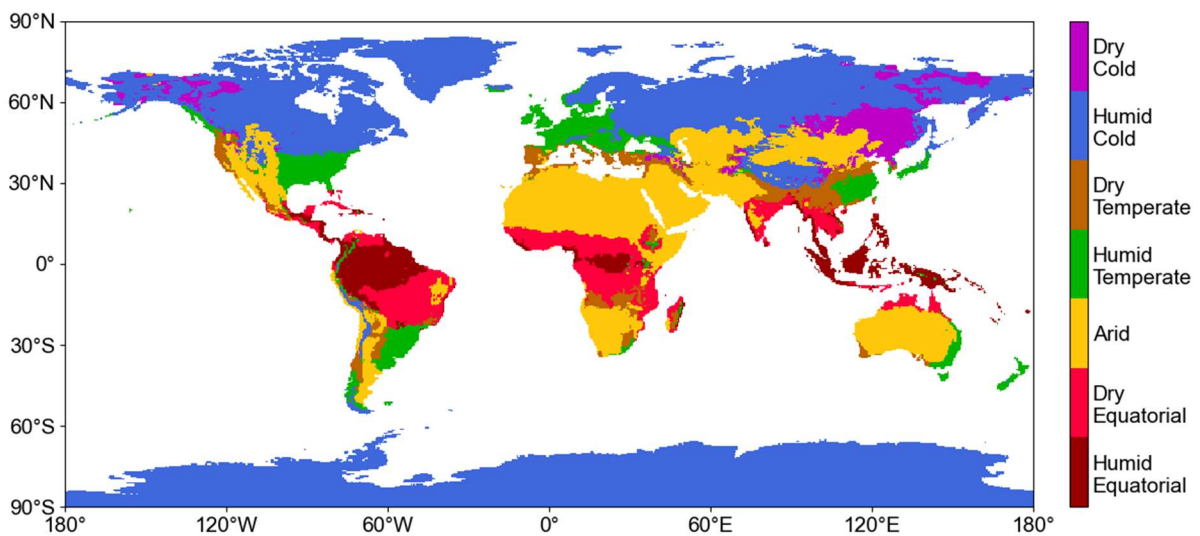 90°N
60°N
30°N
0°
30°S
60°S
90°S
180°
120°W
60°W
0°
60°E
120°E
180°
Dry
Cold
Humid
Cold
Dry
Temperate
Humid
Temperate
Arid
Dry
Equatorial
Humid
Equatorial